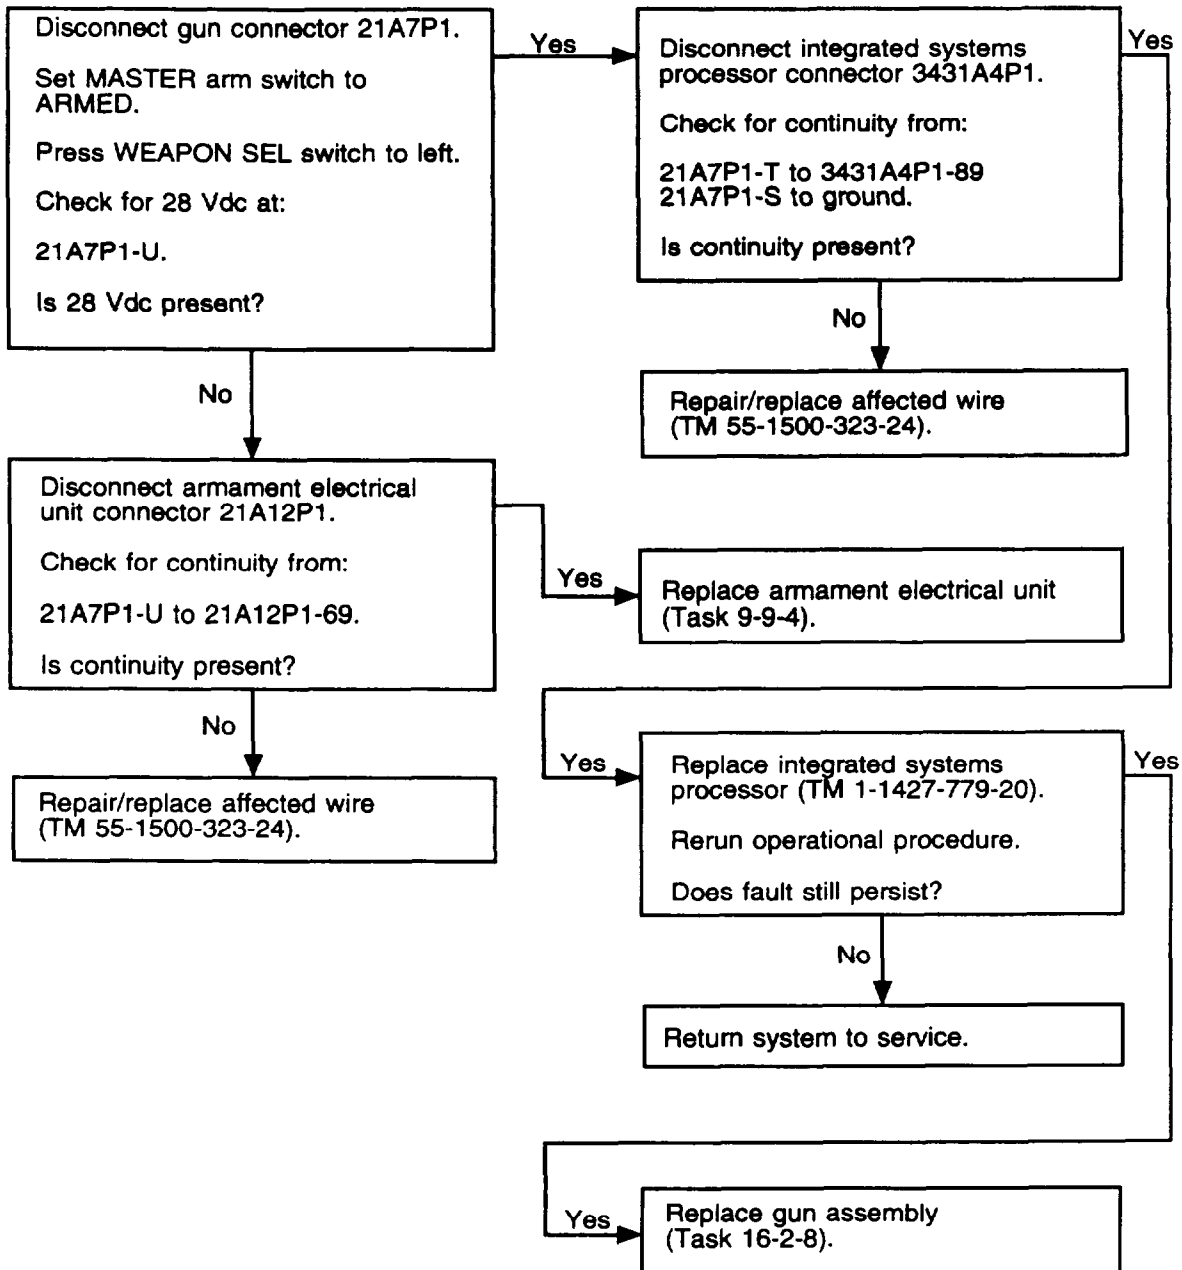 Disconnect gun connector 21A7P1.
Set MASTER arm switch to
ARMED.
Press WEAPON SEL switch to left.
Check for 28 Vdc at:
21A7P1-U.
Is 28 Vdc present?
Yes
Disconnect integrated systems
processor connector 3431A4P1.
Check for continuity from:
21A7P1-T to 3431A4P1-89
21A7P1-S to ground.
Is continuity present?
Yes
No
Repair/replace affected wire
(TM 55-1500-323-24).
No
Disconnect armament electrical
unit connector 21A12P1.
Check for continuity from:
21A7P1-U to 21A12P1-69.
Is continuity present?
Yes
Replace armament electrical unit
(Task 9-9-4).
No
Repair/replace affected wire
(TM 55-1500-323-24).
Yes
Replace integrated systems
processor (TM 1-1427-779-20).
Rerun operational procedure.
Does fault still persist?
Yes
No
Return system to service.
Yes
Replace gun assembly
(Task 16-2-8).